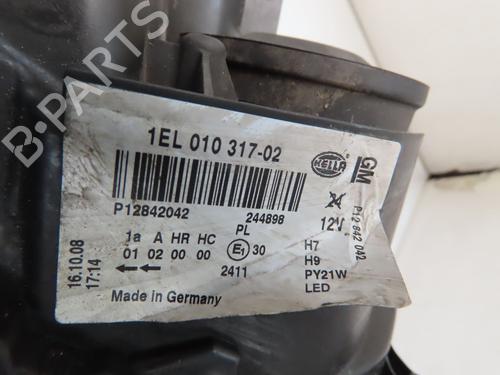 B-PARTS
1EL 010 317-02
HELLA
GM
P12842042
244898
12V
P12 842 042
PL
1a A HR HC
01 02 00 00
E1 30
2411
H7
H9
PY21W
LED
16.10.08
17:14
Made in Germany